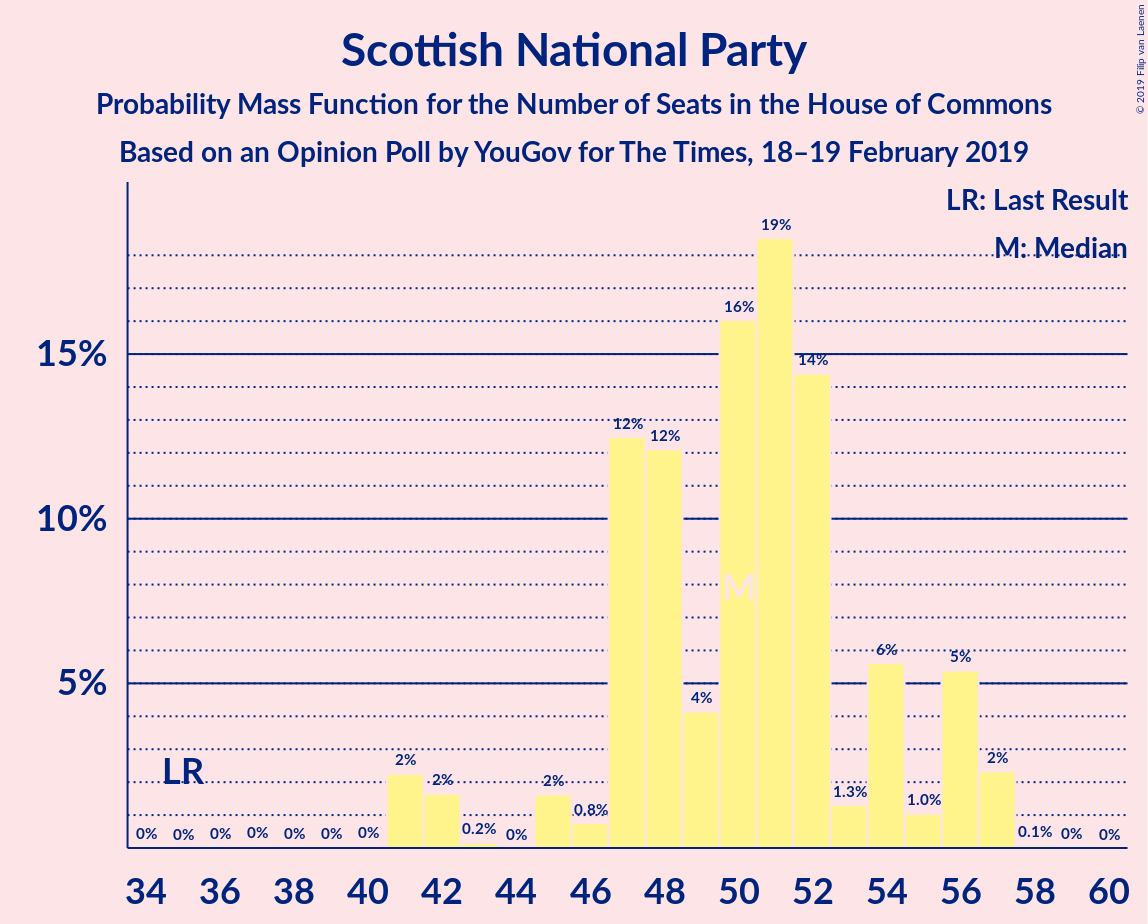 Scottish National Party
Probability Mass Function for the Number of Seats in the House of Commons
Based on an Opinion Poll by YouGov for The Times, 18–19 February 2019
© 2019 Filip van Laenen
LR: Last Result
M: Median
15%
10%
5%
LR
M
0% 0% 0% 0% 0% 0% 0% 2% 2% 0.2% 0% 2% 0.8% 12% 12% 4% 16% 19% 14% 1.3% 6% 1.0% 5% 2% 0.1% 0% 0%
34 36 38 40 42 44 46 48 50 52 54 56 58 60